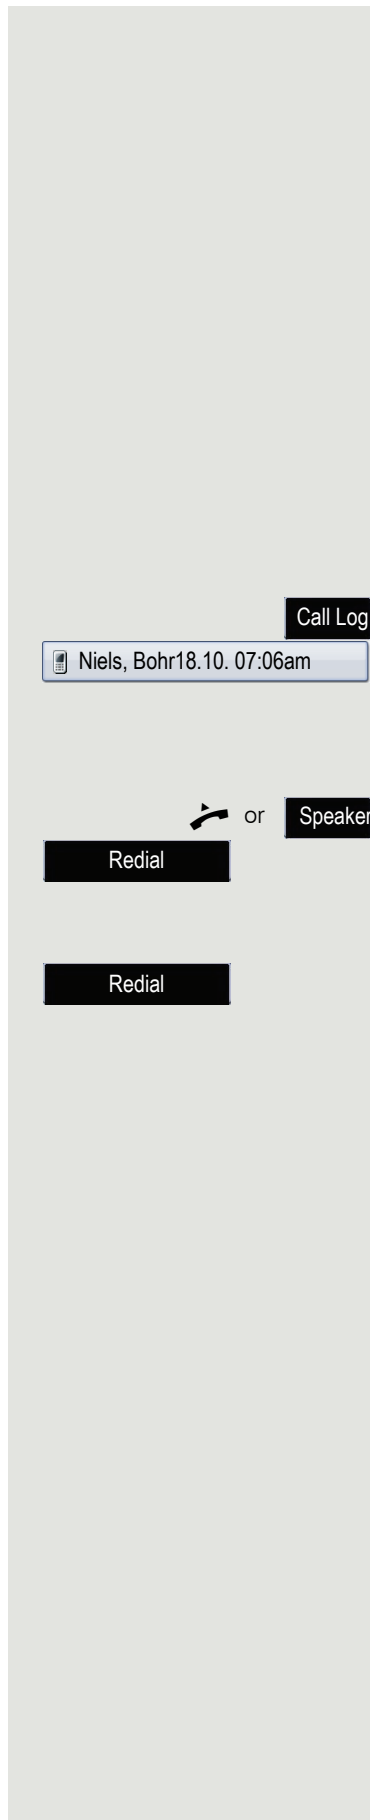 Call Log
Niels, Bohr18.10. 07:06am
or Speaker
Redial
Redial